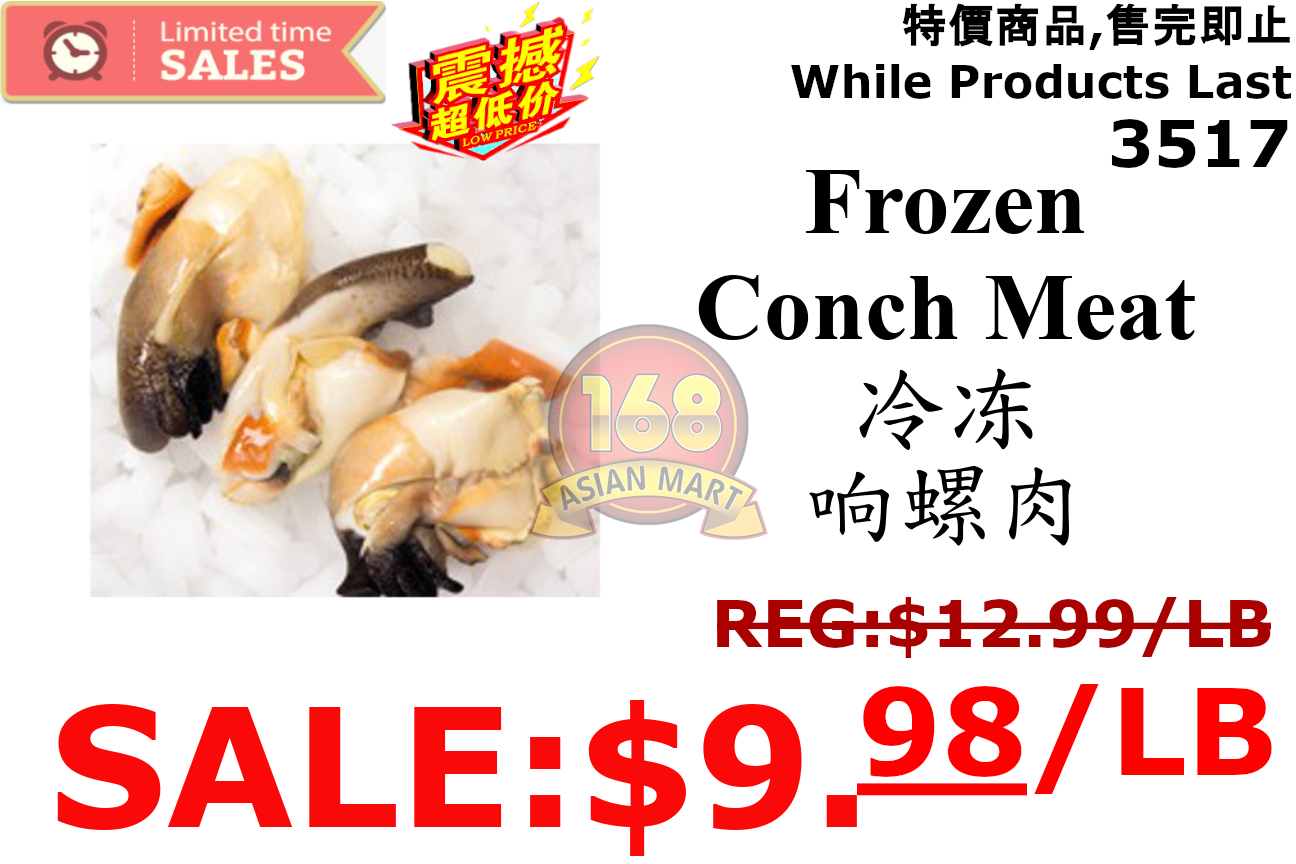 Limited time
SALES
震撼
超低价
LOW PRICE
特價商品,售完即止
While Products Last
3517
Frozen
Conch Meat
冷冻
响螺肉
168
ASIAN MART
REG:$12.99/LB
SALE:$9.98/LB